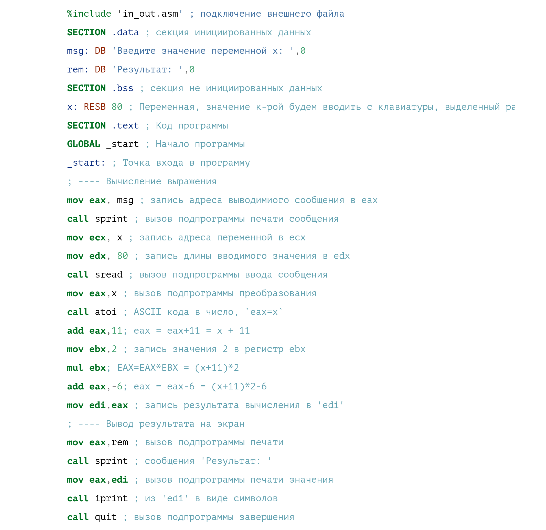 %include 'in_out.asm' ; подключение внешнего файла
SECTION .data ; секция инициированных данных
msg: DB 'Введите значение переменной х: ',0
rem: DB 'Результат: ',0
SECTION .bss ; секция не инициированных данных
x: RESB 80 ; Переменная, значение к-рой будем вводить с клавиатуры, выделенный ра
SECTION .text ; Код программы
GLOBAL _start ; Начало программы
_start: ; Точка входа в программу
; ---- Вычисление выражения
mov eax, msg ; запись адреса выводимиого сообщения в eax
call sprint ; вызов подпрограммы печати сообщения
mov ecx, x ; запись адреса переменной в ecx
mov edx, 80 ; запись длины вводимого значения в edx
call sread ; вызов подпрограммы ввода сообщения
mov eax,x ; вызов подпрограммы преобразования
call atoi ; ASCII кода в число, `eax=x`
add eax,11; eax = eax+11 = x + 11
mov ebx,2 ; запись значения 2 в регистр ebx
mul ebx; EAX=EAX*EBX = (x+11)*2
add eax,-6; eax = eax-6 = (x+11)*2-6
mov edi,eax ; запись результата вычисления в 'edi'
; ---- Вывод результата на экран
mov eax,rem ; вызов подпрограммы печати
call sprint ; сообщения 'Результат: '
mov eax,edi ; вызов подпрограммы печати значения
call iprint ; из 'edi' в виде символов
call quit ; вызов подпрограммы завершения